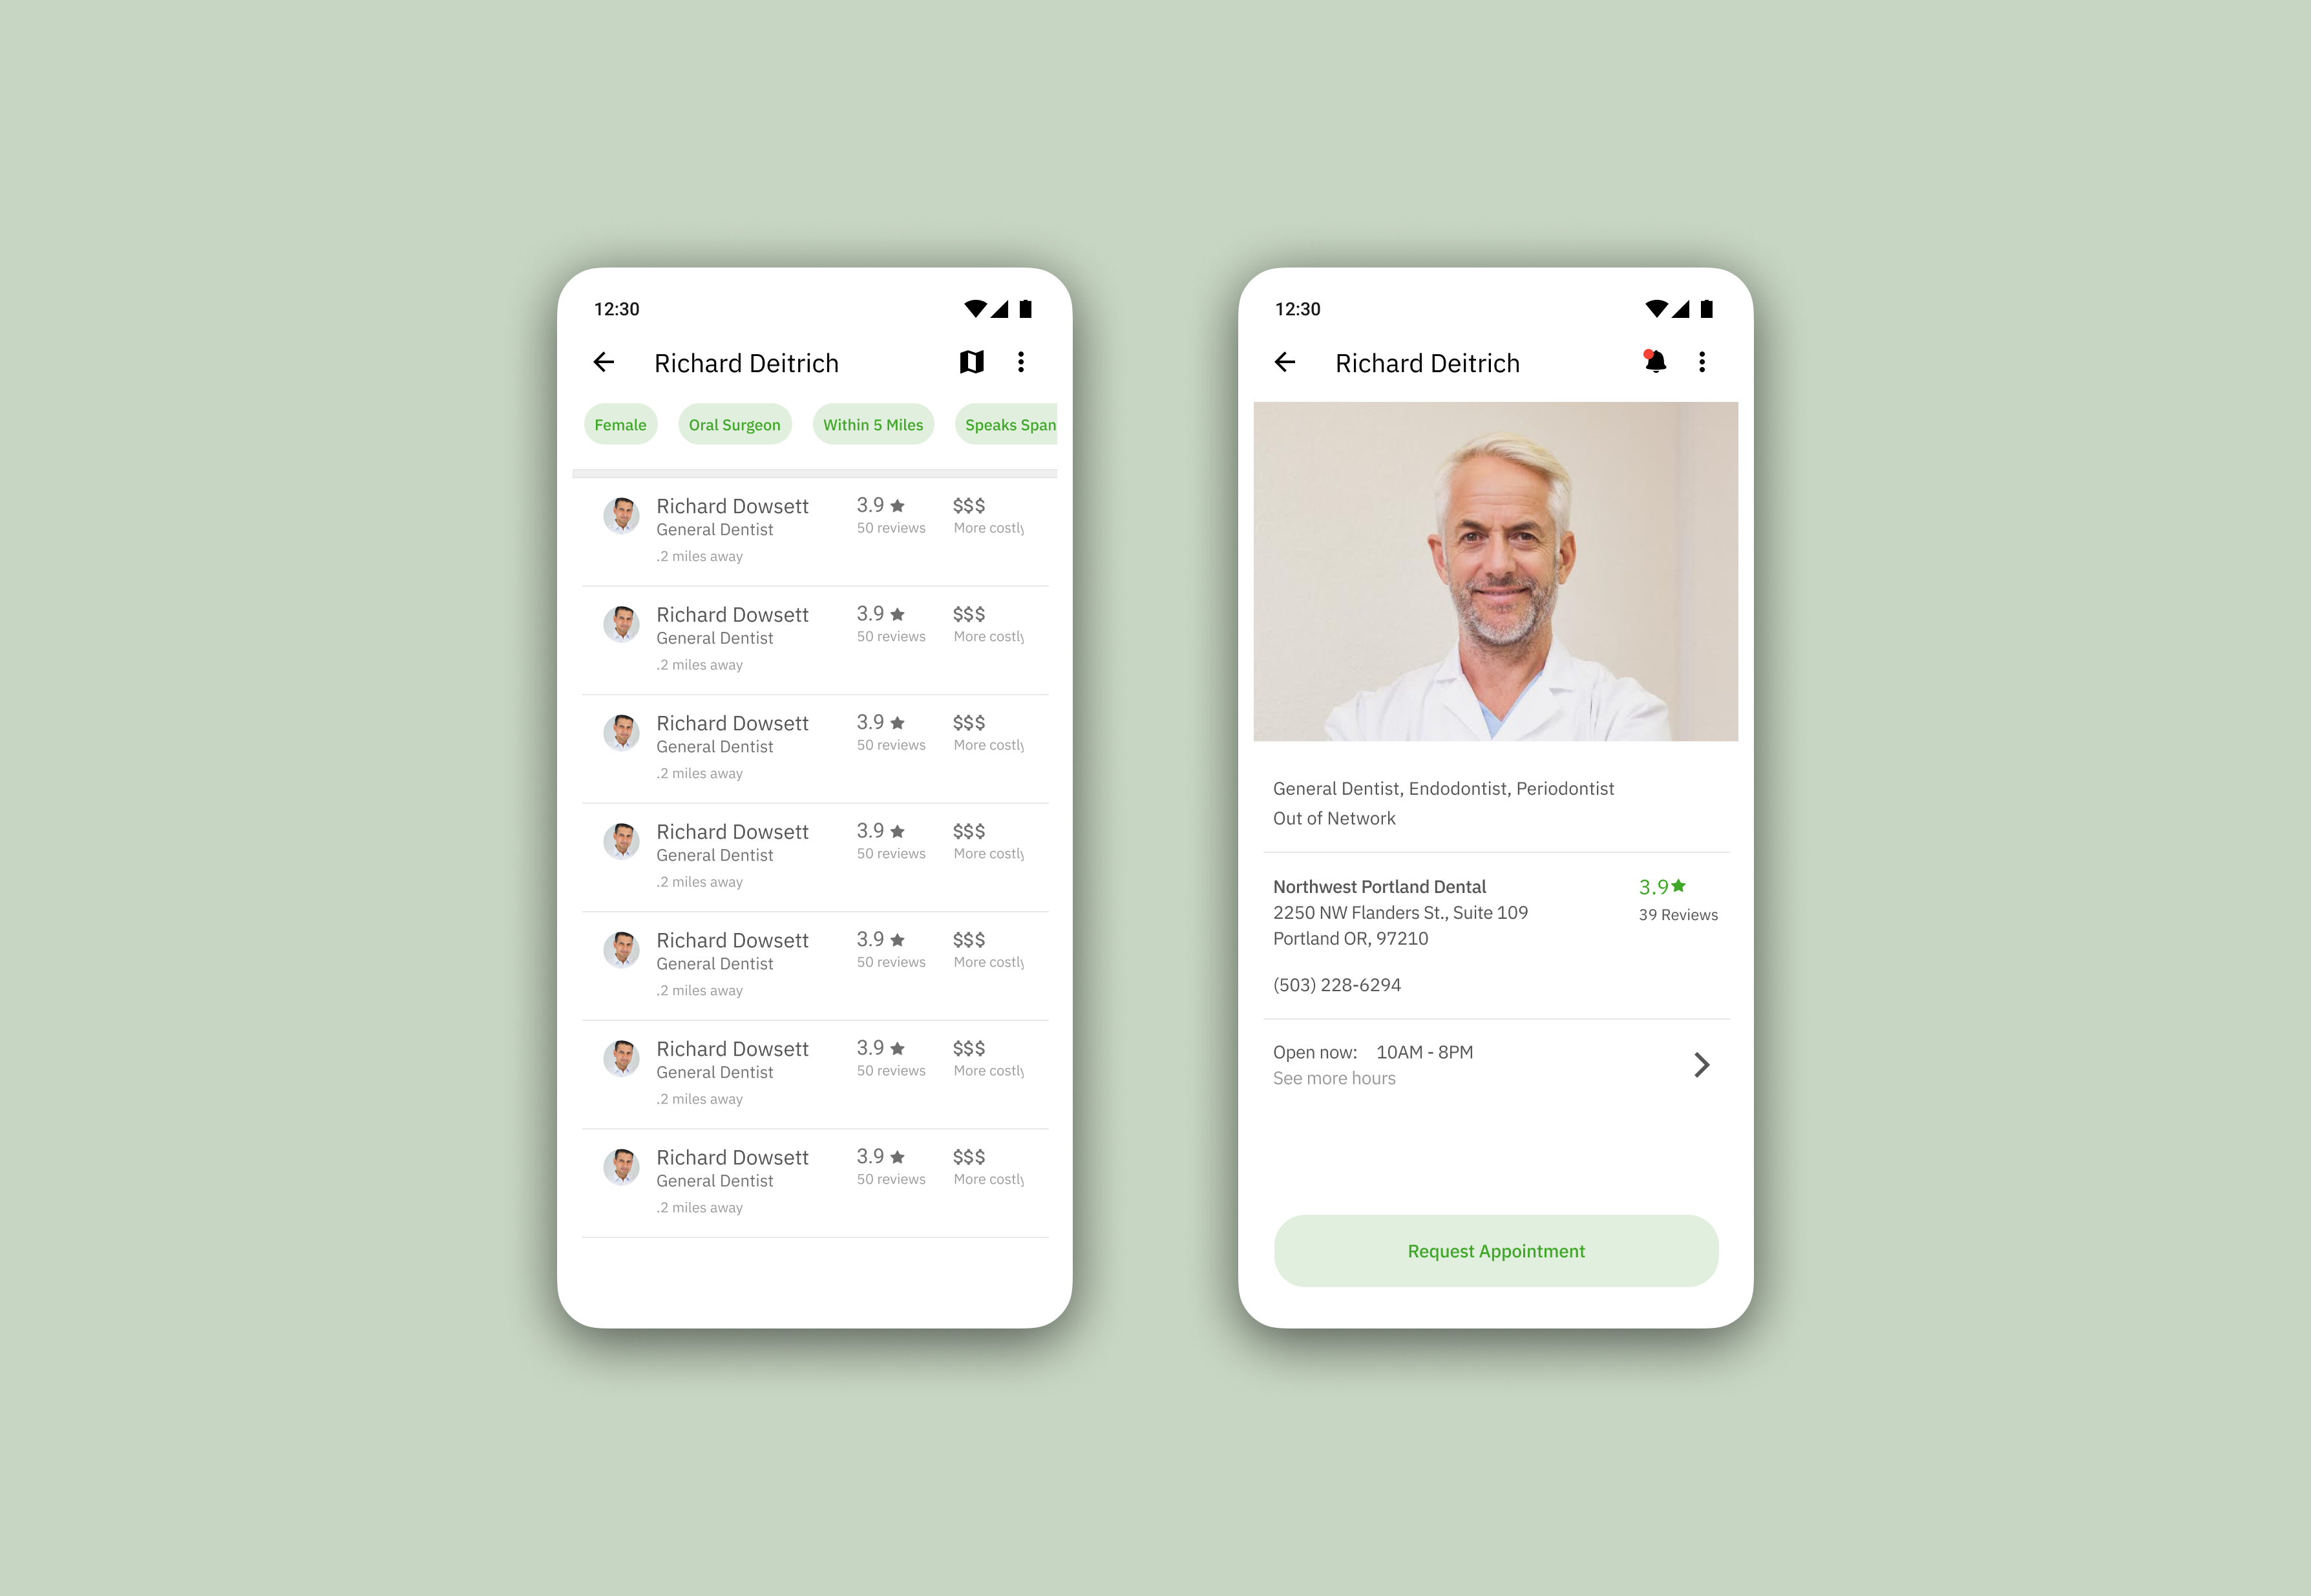 12:30
Richard Deitrich
Female
Oral Surgeon
Within 5 Miles
Speaks Span
Richard Dowsett
General Dentist
.2 miles away
3.9
50 reviews
$$$
More costly
Richard Dowsett
General Dentist
.2 miles away
3.9
50 reviews
$$$
More costly
Richard Dowsett
General Dentist
.2 miles away
3.9
50 reviews
$$$
More costly
Richard Dowsett
General Dentist
.2 miles away
3.9
50 reviews
$$$
More costly
Richard Dowsett
General Dentist
.2 miles away
3.9
50 reviews
$$$
More costly
Richard Dowsett
General Dentist
.2 miles away
3.9
50 reviews
$$$
More costly
Richard Dowsett
General Dentist
.2 miles away
3.9
50 reviews
$$$
More costly
12:30
Richard Deitrich
General Dentist, Endodontist, Periodontist
Out of Network
Northwest Portland Dental
2250 NW Flanders St., Suite 109
Portland OR, 97210
(503) 228-6294
3.9
39 Reviews
Open now: 10AM - 8PM
See more hours
Request Appointment